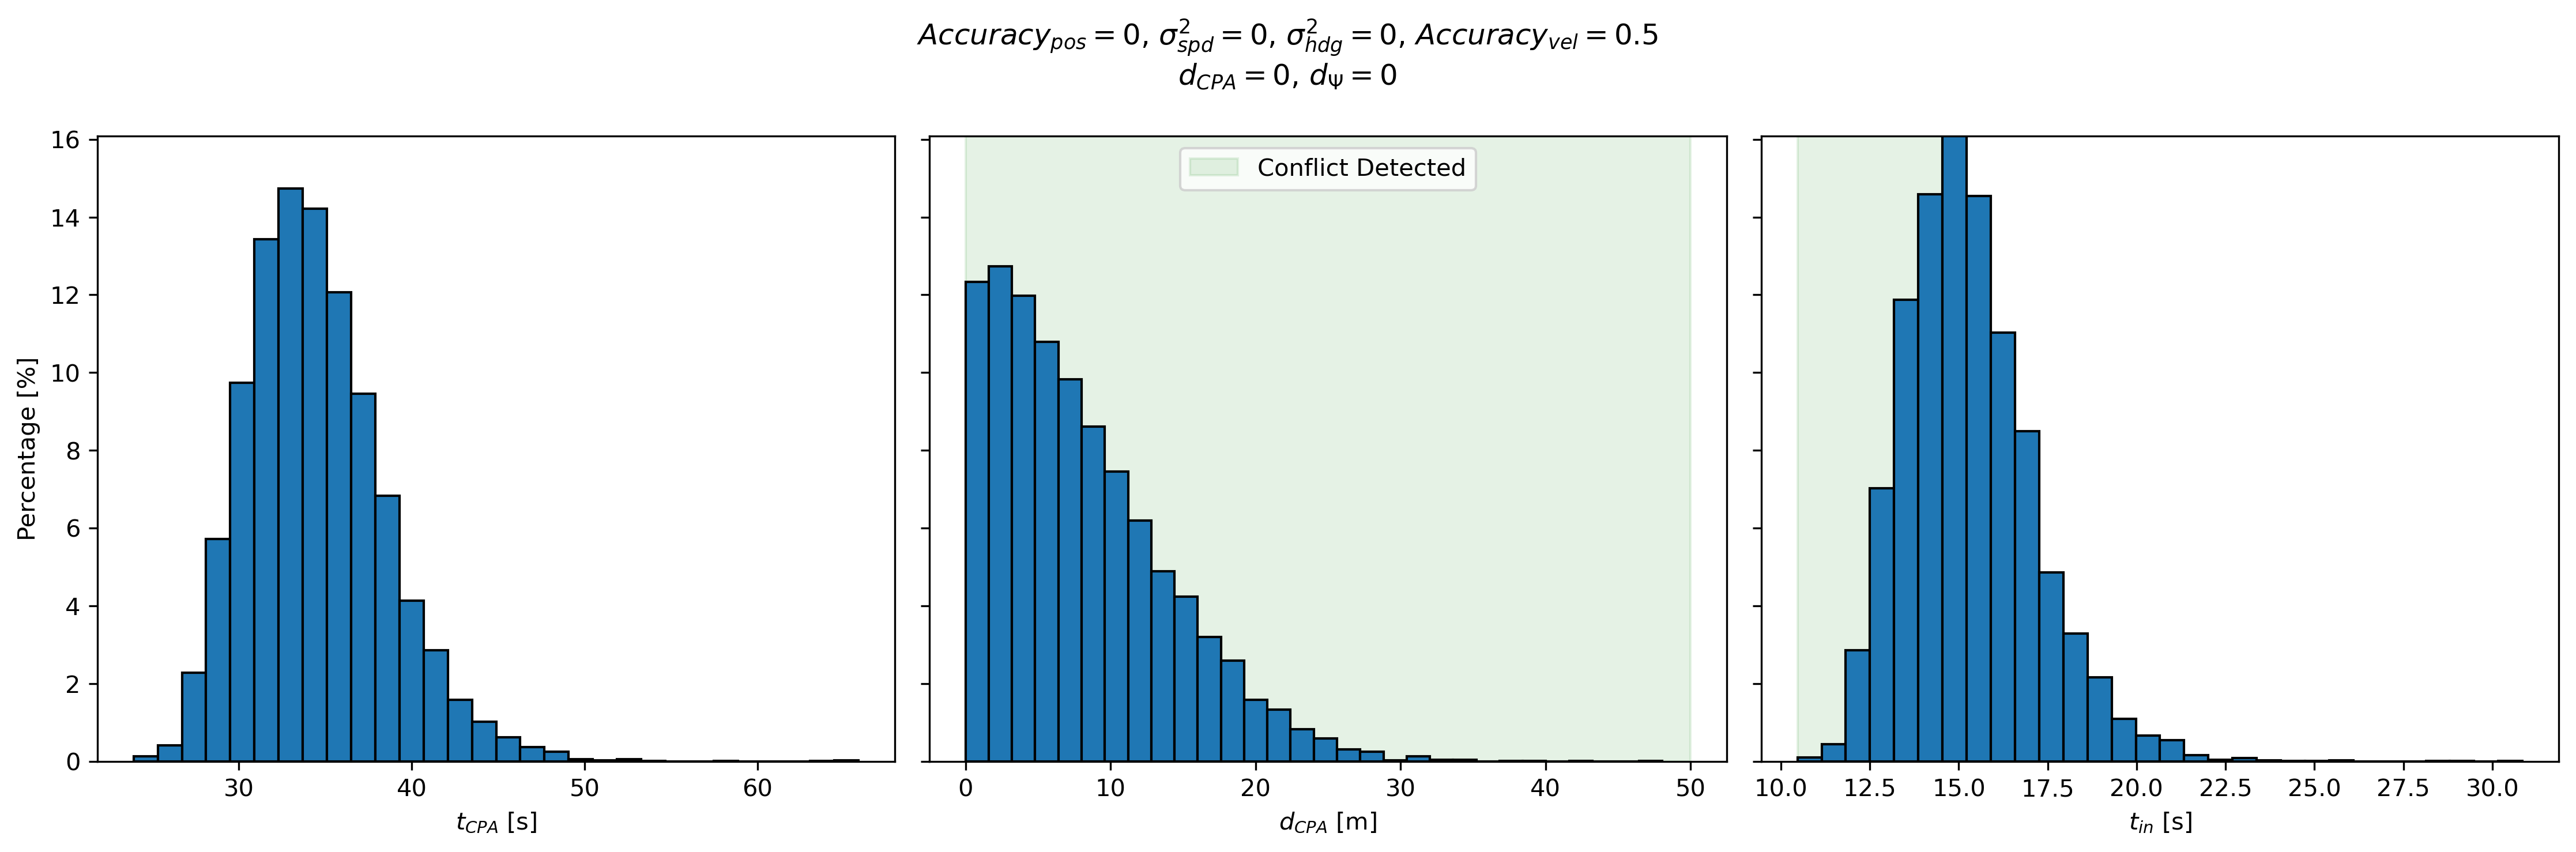 Accuracy_pos = 0, σ²_spd = 0, σ²_hdg = 0, Accuracy_vel = 0.5
d_CPA = 0, d_Ψ = 0
Percentage [%]
16
14
12
10
8
6
4
2
0
30 40 50 60
t_CPA [s]
Conflict Detected
0 10 20 30 40 50
d_CPA [m]
10.0 12.5 15.0 17.5 20.0 22.5 25.0 27.5 30.0
t_in [s]